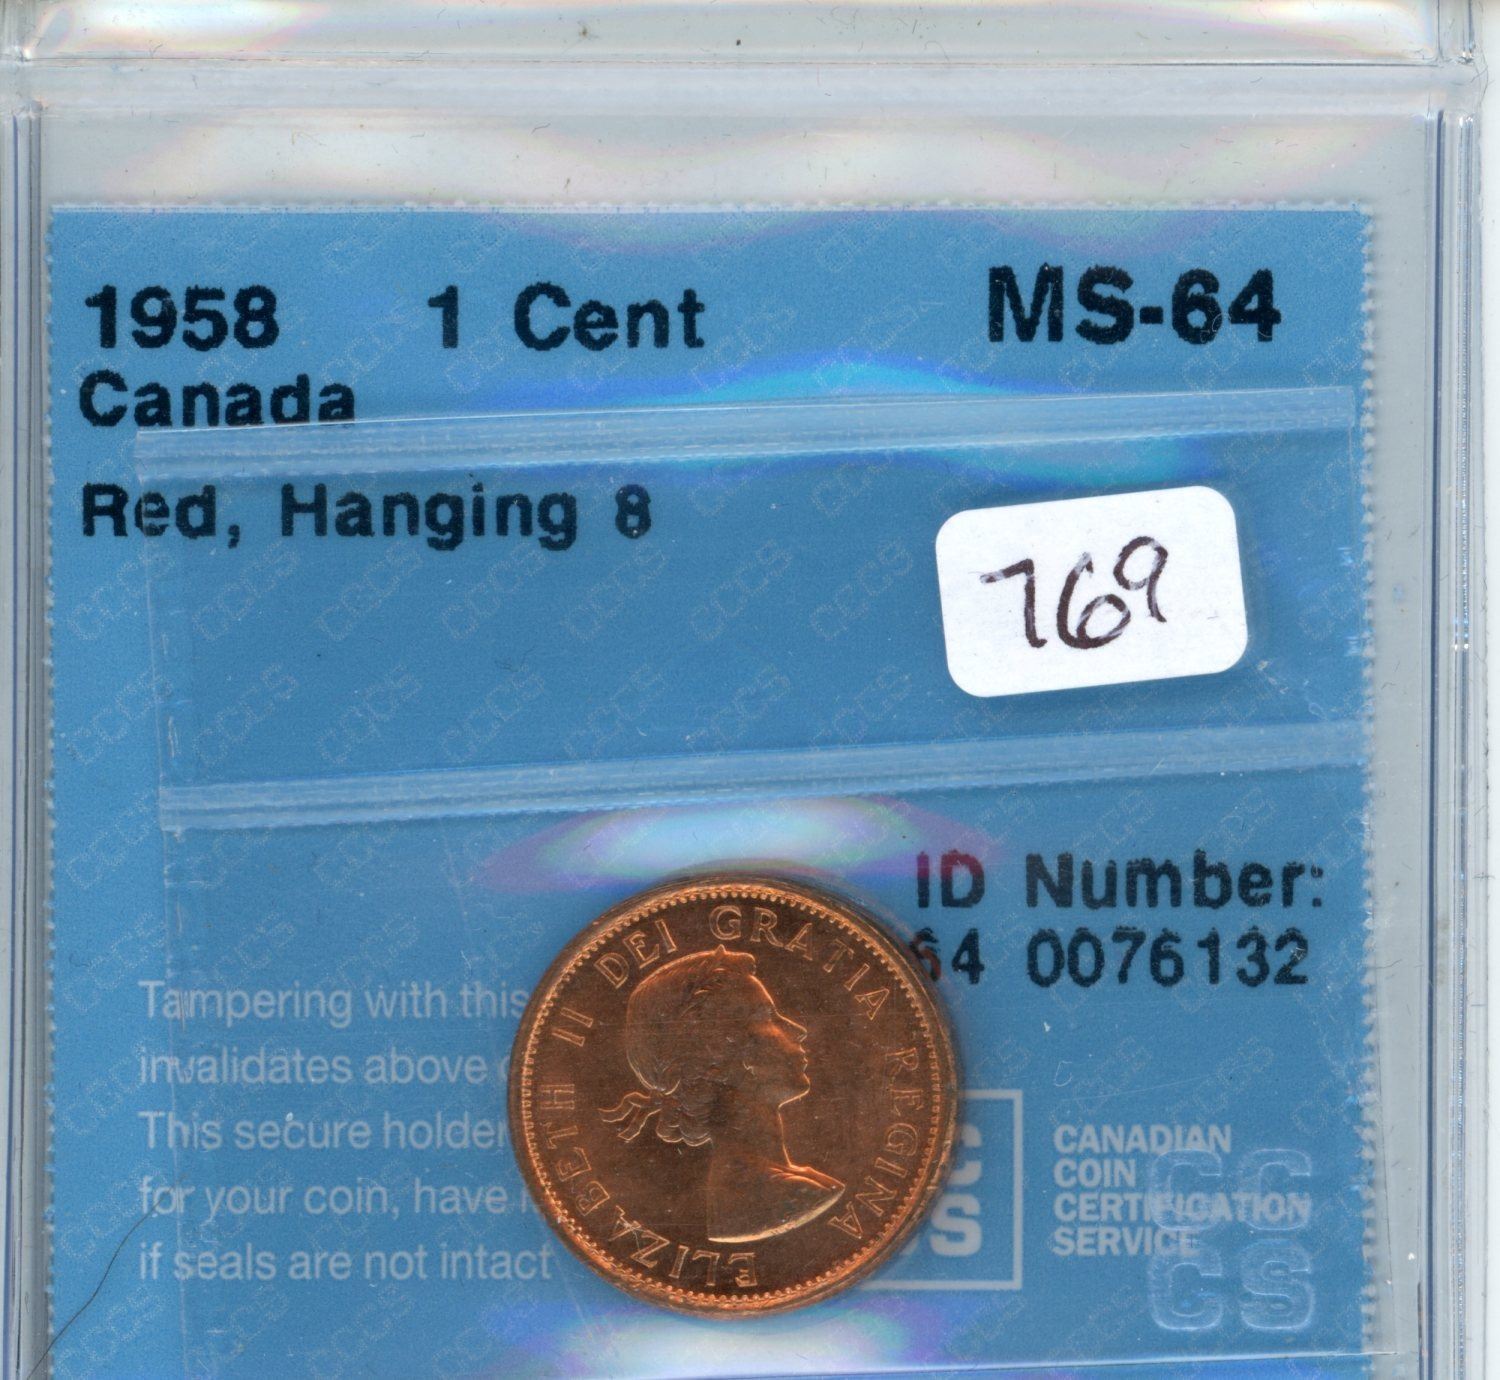 1958 1 Cent MS-64
Canada
Red, Hanging 8
769
ID Number:
64 0076132
Tampering with this
invalidates above
This secure holder
for your coin, have
if seals are not intact
CANADIAN
COIN
CERTIFICATION
SERVICE
CC
CS
ELIZABETH II DEI GRATIA REGINA